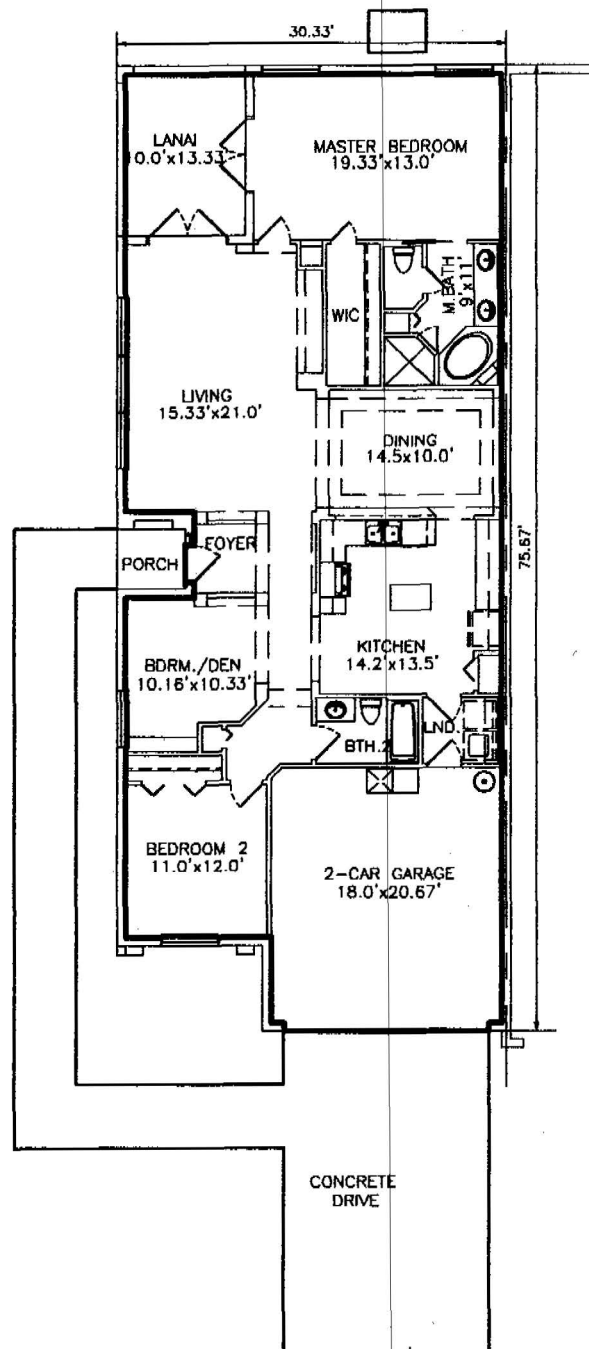 30.33'
LANAI
10.0'x13.33'
MASTER BEDROOM
19.33'x13.0'
M.BATH
9'x11'
WIC
LIVING
15.33'x21.0'
DINING
14.5x10.0'
75.67'
FOYER
PORCH
KITCHEN
14.2'x13.5'
BDRM./DEN
10.16'x10.33'
LND.
BTH.2
BEDROOM 2
11.0'x12.0'
2-CAR GARAGE
18.0'x20.67'
CONCRETE
DRIVE